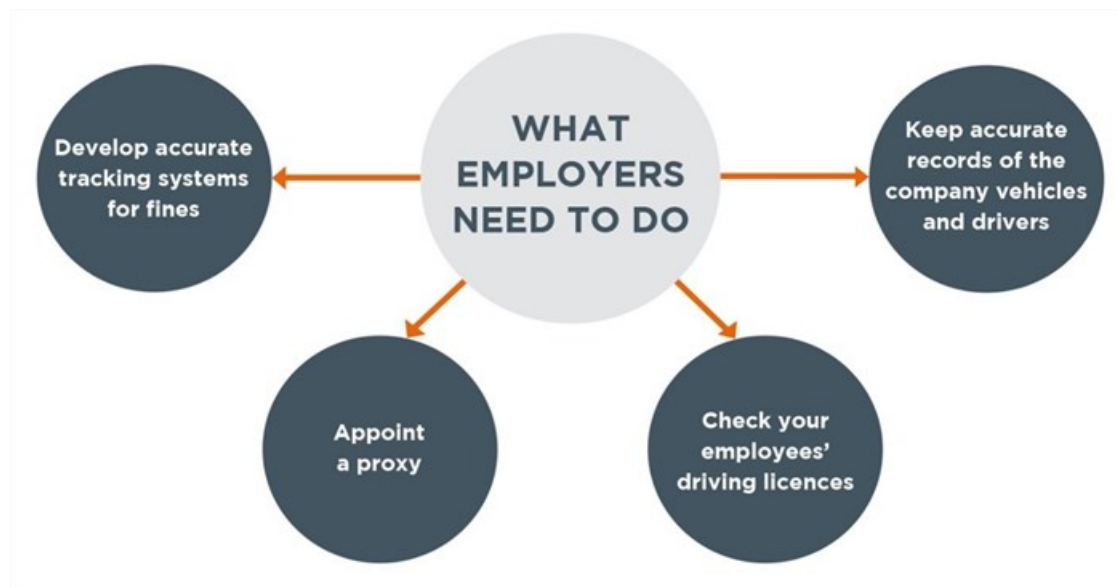 WHAT
EMPLOYERS
NEED TO DO
Develop accurate
tracking systems
for fines
Keep accurate
records of the
company vehicles
and drivers
Appoint
a proxy
Check your
employees’
driving licences